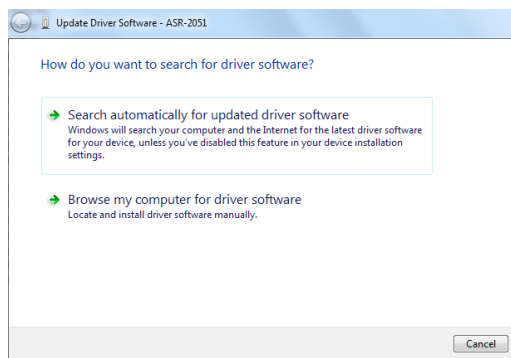 Update Driver Software - ASR-2051
How do you want to search for driver software?
Search automatically for updated driver software
Windows will search your computer and the Internet for the latest driver software
for your device, unless you've disabled this feature in your device installation
settings.
Browse my computer for driver software
Locate and install driver software manually.
Cancel